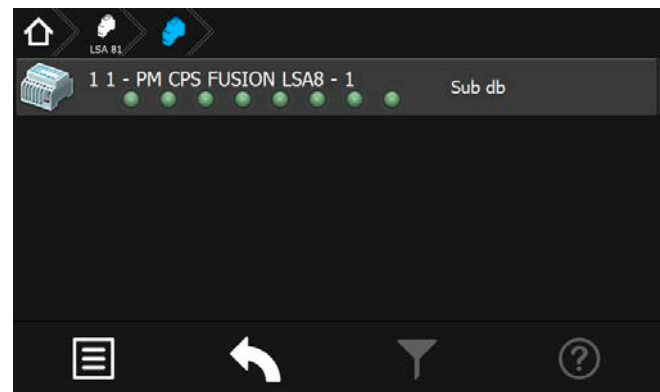 LSA 81
1 1 - PM CPS FUSION LSA8 - 1
Sub db
?